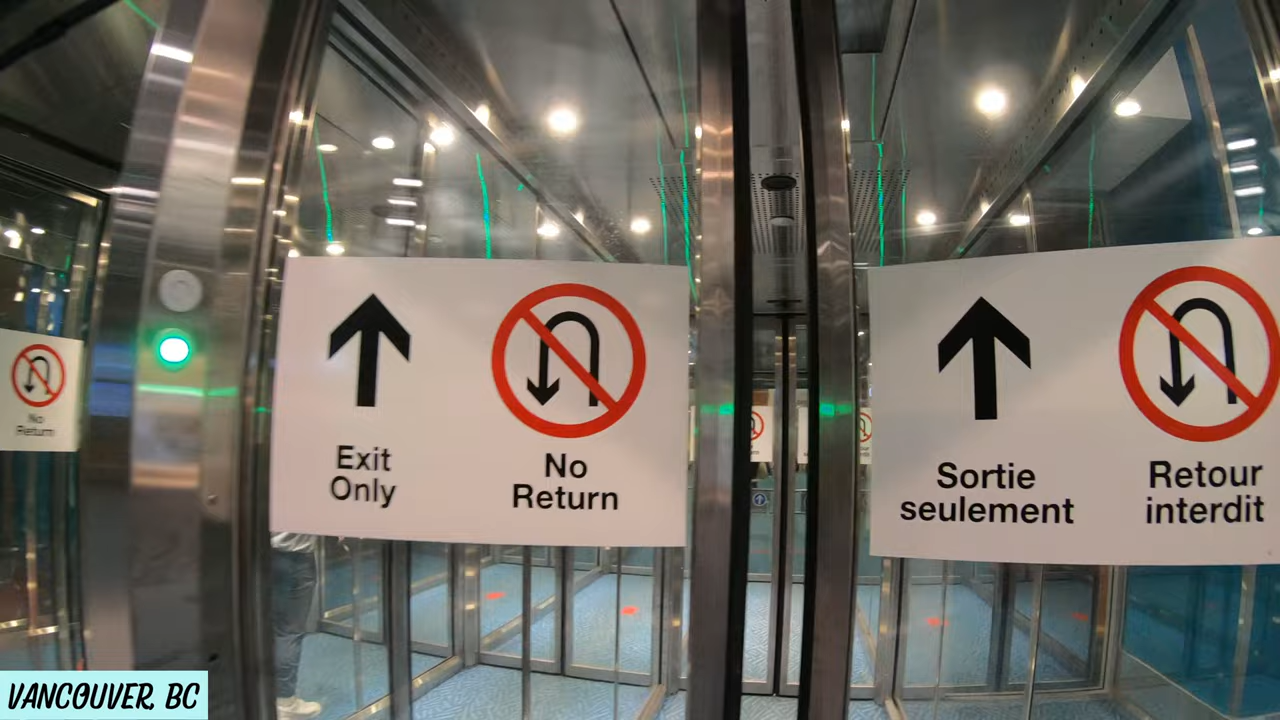 No
Return
Exit
Only
No
Return
Sortie
seulement
Retour
interdit
VANCOUVER, BC